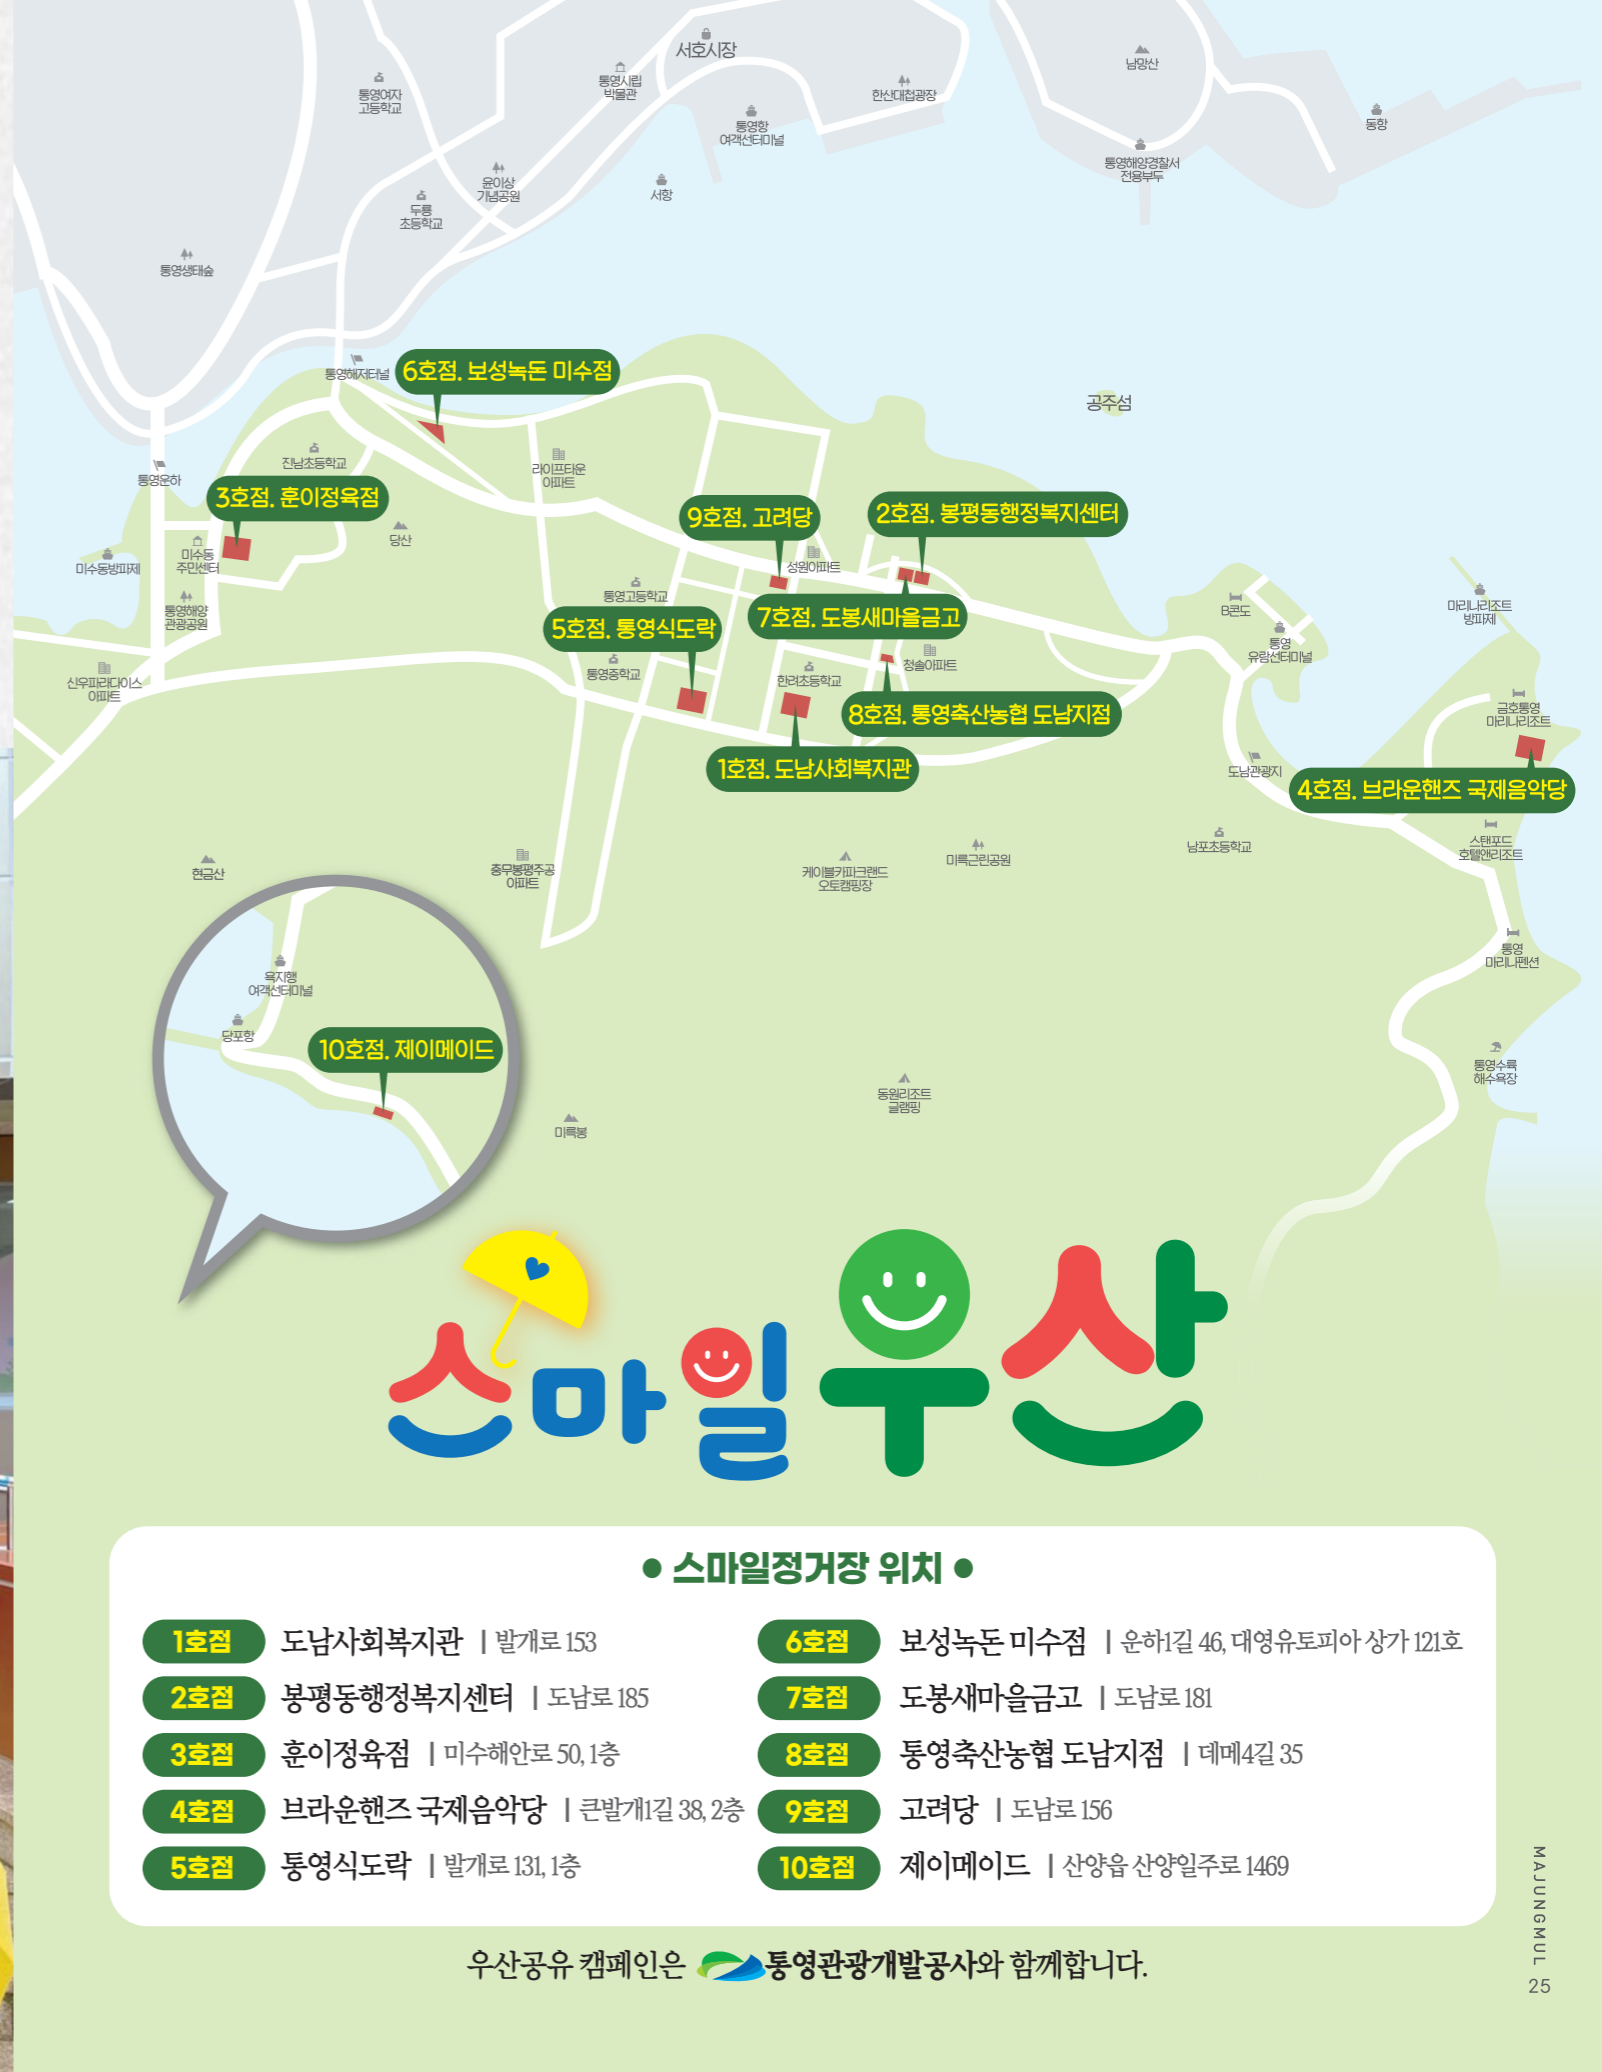 서호시장
남망산
통영시립
박물관
통영여자
고등학교
한산대첩광장
통영항
여객선터미널
동항
통영해양경찰서
전용부두
윤이상
기념공원
서항
두룡
초등학교
통영생태숲
통영해저터널
6호점. 보성녹돈 미수점
공주섬
진남초등학교
라이프타운
아파트
통영운하
3호점. 훈이정육점
9호점. 고려당
2호점. 봉평동행정복지센터
당산
미수동방파제
미수동
주민센터
성원아파트
통영고등학교
통영해양
관광공원
5호점. 통영식도락
7호점. 도봉새마을금고
B콘도
마리나리조트
방파제
통영
유람선터미널
신우파라다이스
아파트
통영중학교
한려초등학교
청솔아파트
8호점. 통영축산농협 도남지점
금호통영
마리나리조트
1호점. 도남사회복지관
도남관광지
4호점. 브라운핸즈 국제음악당
현금산
충무봉평주공
아파트
케이블카파크랜드
오토캠핑장
미륵근린공원
남포초등학교
스탠포드
호텔앤리조트
통영
마리나펜션
욕지행
여객선터미널
당포항
10호점. 제이메이드
통영수륙
해수욕장
동원리조트
글램핑
미륵봉
스마일우산
● 스마일정거장 위치 ●
1호점 도남사회복지관 | 발개로 153
2호점 봉평동행정복지센터 | 도남로 185
3호점 훈이정육점 | 미수해안로 50, 1층
4호점 브라운핸즈 국제음악당 | 큰발개1길 38, 2층
5호점 통영식도락 | 발개로 131, 1층
6호점 보성녹돈 미수점 | 운하1길 46, 대영유토피아 상가 121호
7호점 도봉새마을금고 | 도남로 181
8호점 통영축산농협 도남지점 | 데메4길 35
9호점 고려당 | 도남로 156
10호점 제이메이드 | 산양읍 산양일주로 1469
우산공유 캠페인은 통영관광개발공사와 함께합니다.
MAJUNGMUL
25